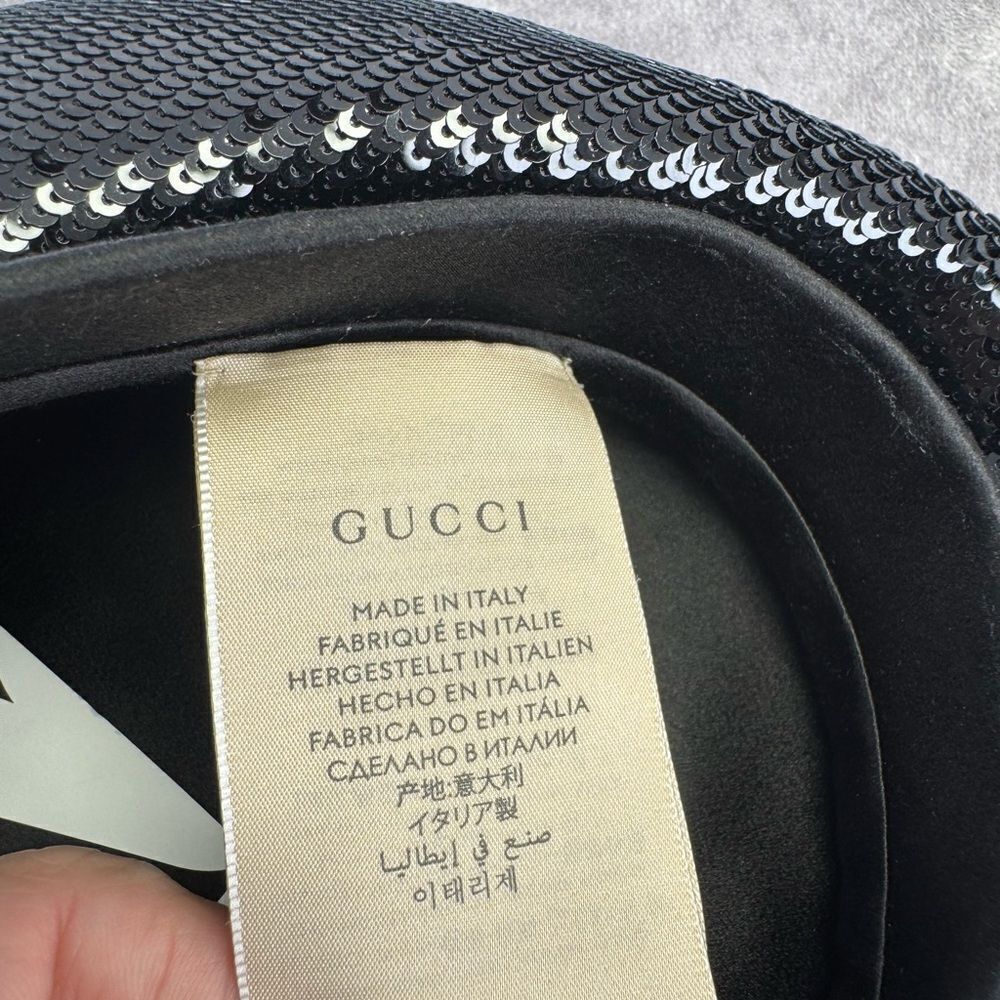 GUCCI
MADE IN ITALY
FABRIQUÉ EN ITALIE
HERGESTELLT IN ITALIEN
HECHO EN ITALIA
FABRICA DO EM ITÁLIA
СДЕЛАНО В ИТАЛИИ
产地:意大利
イタリア製
صنع في إيطاليا
이태리제